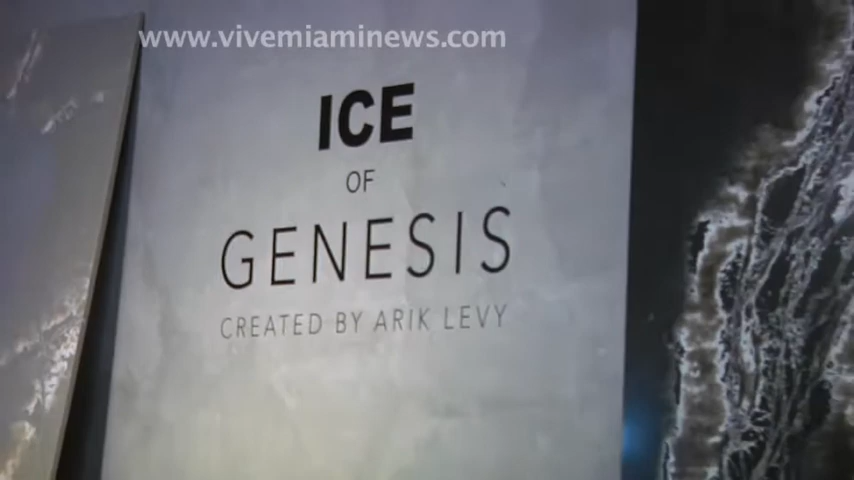 www.vivemiaminews.com
ICE
OF
GENESIS
CREATED BY ARIK LEVY